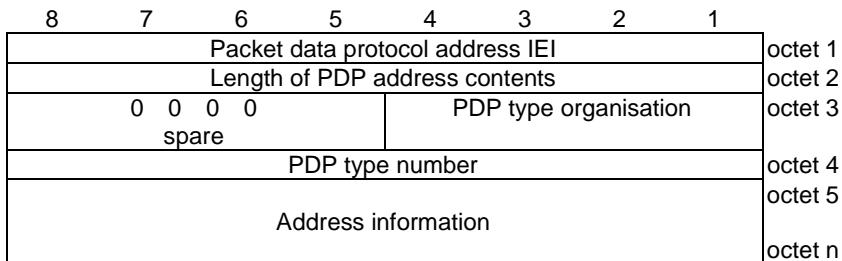 8 7 6 5 4 3 2 1
Packet data protocol address IEI octet 1
Length of PDP address contents octet 2
0 0 0 0 PDP type organisation octet 3
spare
PDP type number octet 4
octet 5
Address information
octet n